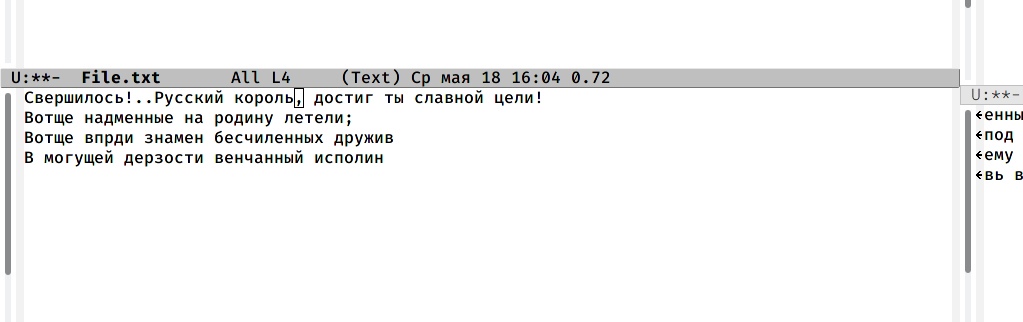 U:**-  File.txt       All L4     (Text) Ср мая 18 16:04 0.72
Свершилось!..Русский король, достиг ты славной цели!
Вотще надменные на родину летели;
Вотще впрди знамен бесчиленных дружив
В могущей дерзости венчанный исполин
U:**-
енны
под
ему
вь в